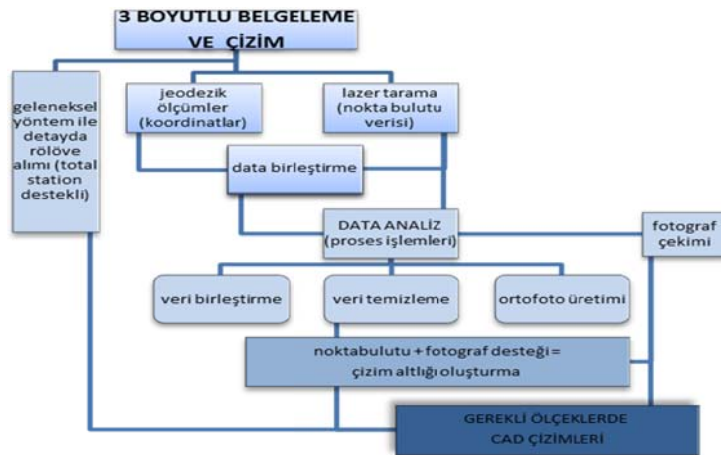 3 BOYUTLU BELGELEME
VE ÇİZİM
geleneksel
yöntem ile
detayda
rölöve
alımı (total
station
destekli)
jeodezik
ölçümler
(koordinatlar)
lazer tarama
(nokta bulutu
verisi)
data birleştirme
DATA ANALİZ
(proses işlemleri)
fotograf
çekimi
veri birleştirme
veri temizleme
ortofoto üretimi
noktabulutu + fotograf desteği =
çizim altlığı oluşturma
GEREKLİ ÖLÇEKLERDE
CAD ÇİZİMLERİ